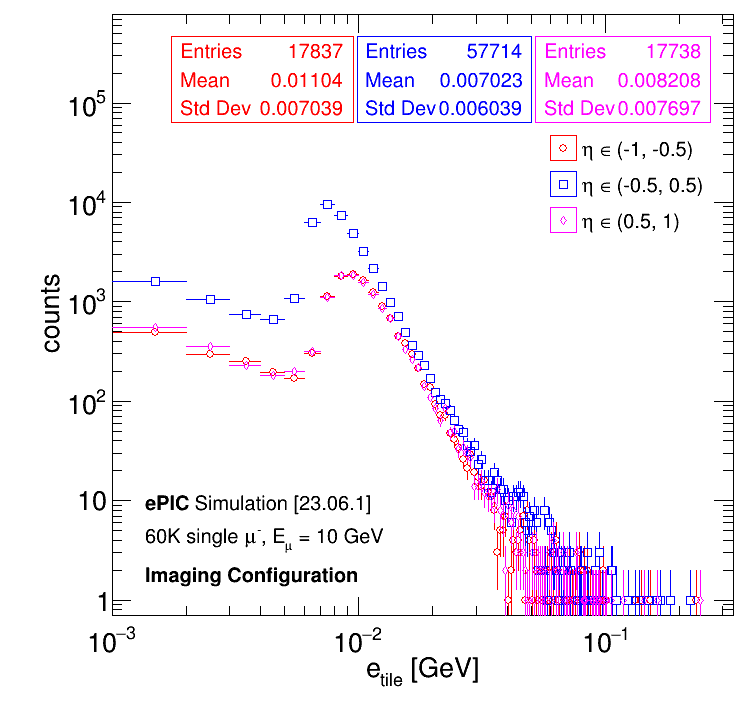 Entries 17837
Mean 0.01104
Std Dev 0.007039
Entries 57714
Mean 0.007023
Std Dev 0.006039
Entries 17738
Mean 0.008208
Std Dev 0.007697
η ∈ (-1, -0.5)
η ∈ (-0.5, 0.5)
η ∈ (0.5, 1)
counts
10⁵
10⁴
10³
10²
10
1
ePIC Simulation [23.06.1]
60K single μ⁻, E_μ = 10 GeV
Imaging Configuration
10⁻³
10⁻²
10⁻¹
e_tile [GeV]